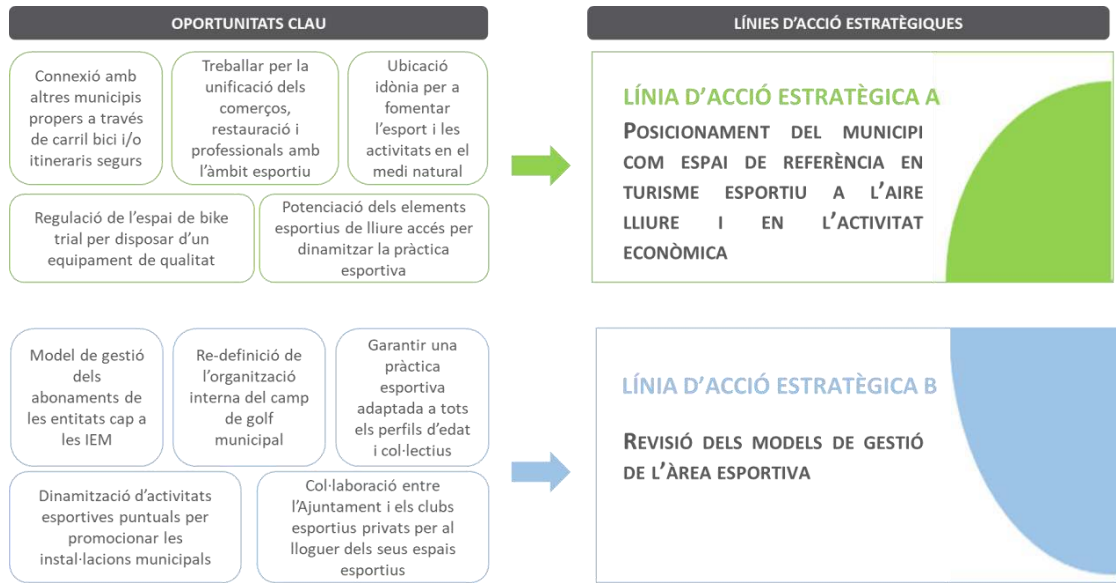 OPORTUNITATS CLAU
LÍNIES D'ACCIÓ ESTRATÈGIQUES
Connexió amb
altres municipis
propers a través
de carril bici i/o
itineraris segurs
Treballar per la
unificació dels
comerços,
restauració i
professionals amb
l'àmbit esportiu
Ubicació
idònia per a
fomentar
l'esport i les
activitats en el
medi natural
Regulació de l'espai de bike
trial per disposar d'un
equipament de qualitat
Potenciació dels elements
esportius de lliure accés per
dinamitzar la pràctica
esportiva
LÍNIA D'ACCIÓ ESTRATÈGICA A
POSICIONAMENT DEL MUNICIPI
COM ESPAI DE REFERÈNCIA EN
TURISME ESPORTIU A L'AIRE
LLIURE I EN L'ACTIVITAT
ECONÒMICA
Model de gestió
dels
abonaments de
les entitats cap a
les IEM
Re-definició de
l'organització
interna del camp
de golf
municipal
Garantir una
pràctica
esportiva
adaptada a tots
els perfils d'edat
i col·lectius
Dinamització d'activitats
esportives puntuals per
promocionar les
instal·lacions municipals
Col·laboració entre
l'Ajuntament i els clubs
esportius privats per al
lloguer dels seus espais
esportius
LÍNIA D'ACCIÓ ESTRATÈGICA B
REVISIÓ DELS MODELS DE GESTIÓ
DE L'ÀREA ESPORTIVA